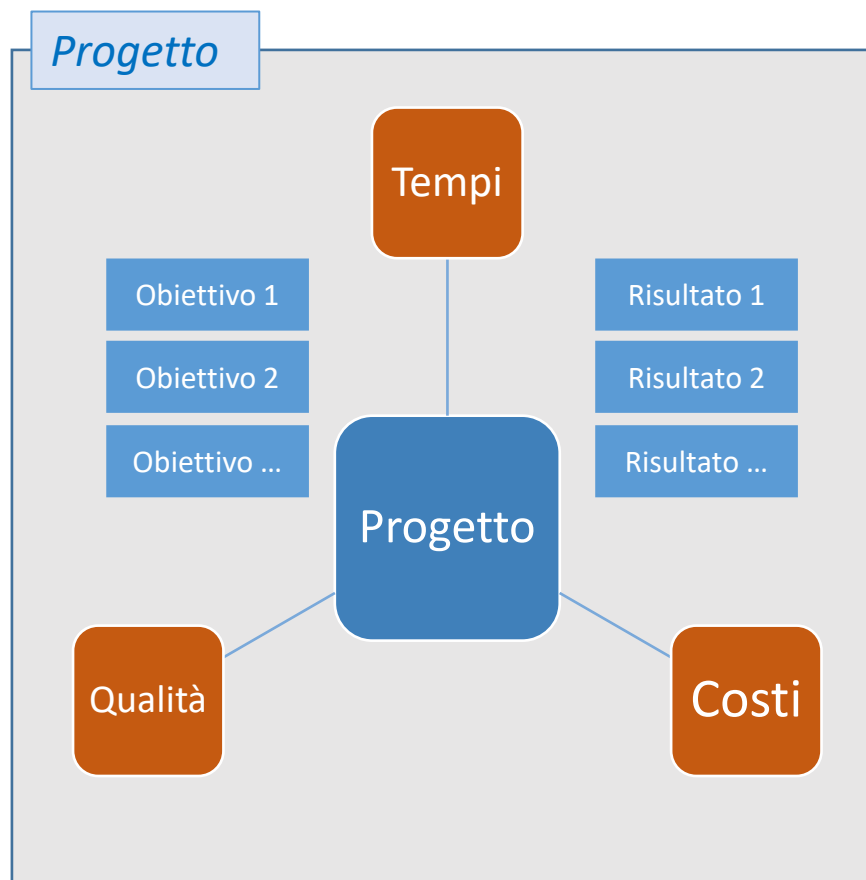 Progetto
Tempi
Obiettivo 1
Obiettivo 2
Obiettivo ...
Risultato 1
Risultato 2
Risultato ...
Progetto
Qualità
Costi